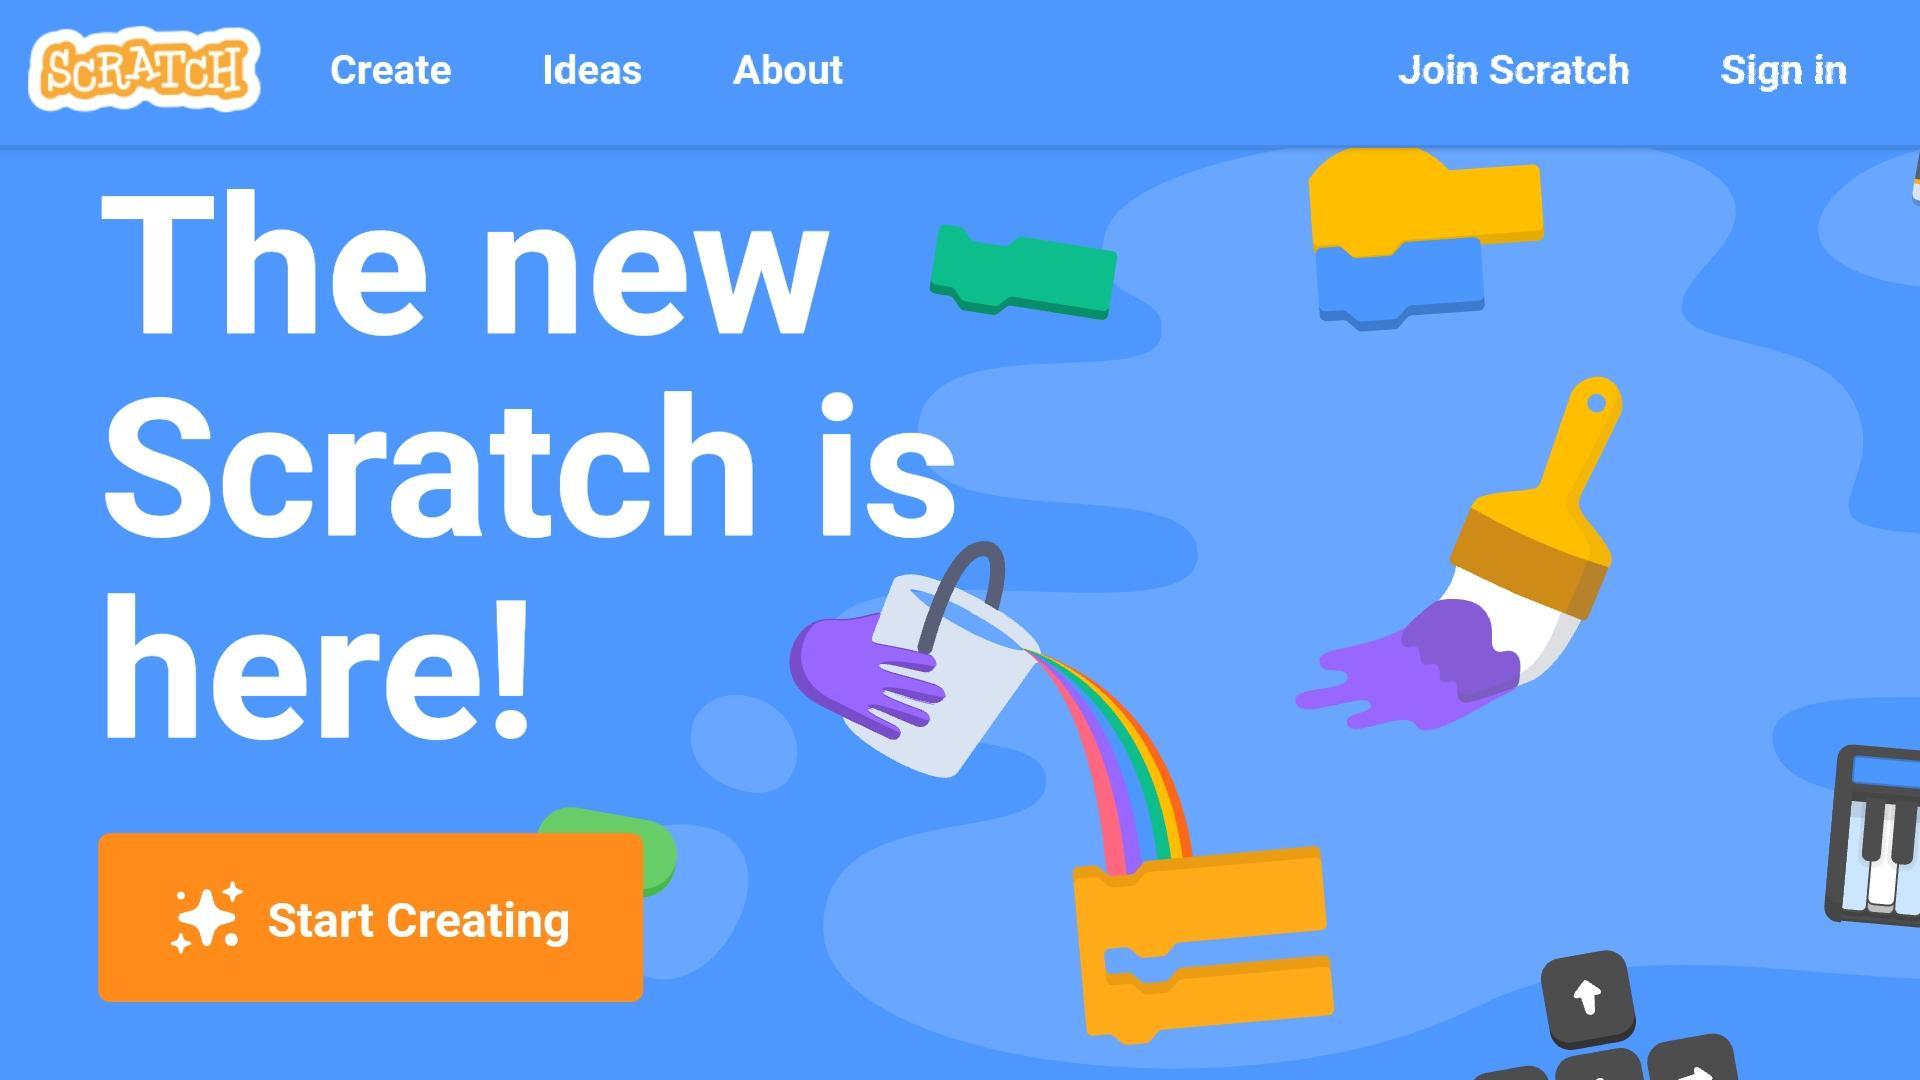 SCRATCH Create Ideas About Join Scratch Sign in
The new
Scratch is
here!
Start Creating